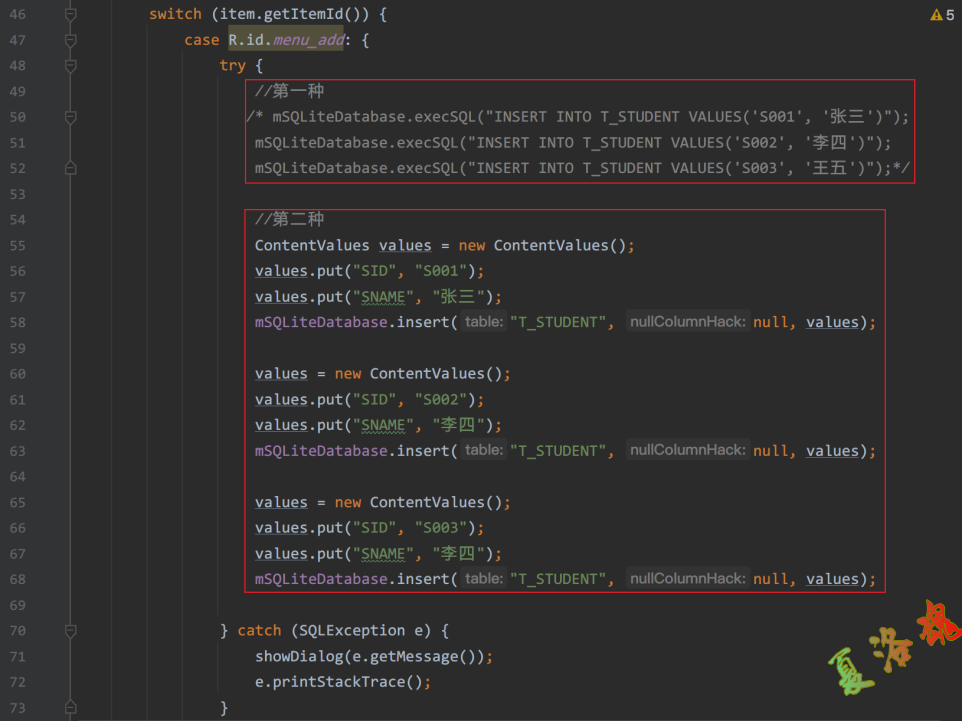 46 switch (item.getItemId()) { 5
47 case R.id.menu_add: {
48 try {
49 //第一种
50 /* mSQLiteDatabase.execSQL("INSERT INTO T_STUDENT VALUES('S001', '张三')");
51 mSQLiteDatabase.execSQL("INSERT INTO T_STUDENT VALUES('S002', '李四')");
52 mSQLiteDatabase.execSQL("INSERT INTO T_STUDENT VALUES('S003', '王五')");*/
53
54 //第二种
55 ContentValues values = new ContentValues();
56 values.put("SID", "S001");
57 values.put("SNAME", "张三");
58 mSQLiteDatabase.insert( table: "T_STUDENT", nullColumnHack: null, values);
59
60 values = new ContentValues();
61 values.put("SID", "S002");
62 values.put("SNAME", "李四");
63 mSQLiteDatabase.insert( table: "T_STUDENT", nullColumnHack: null, values);
64
65 values = new ContentValues();
66 values.put("SID", "S003");
67 values.put("SNAME", "李四");
68 mSQLiteDatabase.insert( table: "T_STUDENT", nullColumnHack: null, values);
69
70 } catch (SQLException e) {
71 showDialog(e.getMessage());
72 e.printStackTrace();
73 }